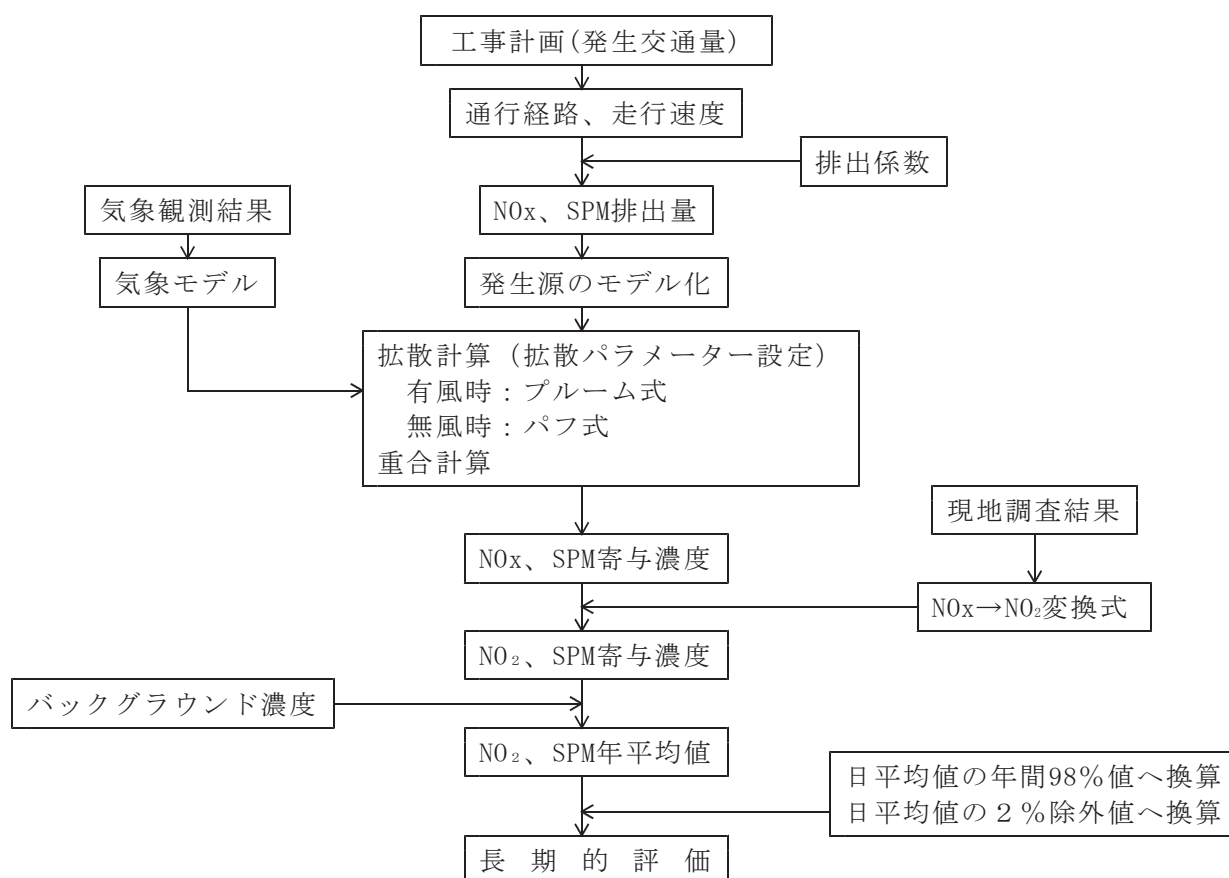 工事計画(発生交通量)
通行経路、走行速度
排出係数
気象観測結果
NOx、SPM排出量
気象モデル
発生源のモデル化
拡散計算（拡散パラメーター設定）
有風時：プルーム式
無風時：パフ式
重合計算
現地調査結果
NOx、SPM寄与濃度
NOx→NO₂変換式
NO₂、SPM寄与濃度
バックグラウンド濃度
NO₂、SPM年平均値
日平均値の年間98％値へ換算
日平均値の２％除外値へ換算
長期的評価